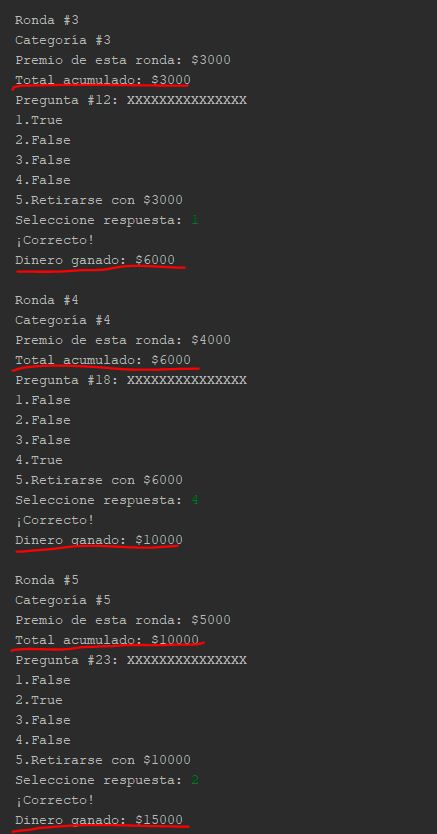 Ronda #3
Categoría #3
Premio de esta ronda: $3000
Total acumulado: $3000
Pregunta #12: XXXXXXXXXXXXXXX
1.True
2.False
3.False
4.False
5.Retirarse con $3000
Seleccione respuesta: 1
¡Correcto!
Dinero ganado: $6000
Ronda #4
Categoría #4
Premio de esta ronda: $4000
Total acumulado: $6000
Pregunta #18: XXXXXXXXXXXXXXX
1.False
2.False
3.False
4.True
5.Retirarse con $6000
Seleccione respuesta: 4
¡Correcto!
Dinero ganado: $10000
Ronda #5
Categoría #5
Premio de esta ronda: $5000
Total acumulado: $10000
Pregunta #23: XXXXXXXXXXXXXXX
1.False
2.True
3.False
4.False
5.Retirarse con $10000
Seleccione respuesta: 2
¡Correcto!
Dinero ganado: $15000